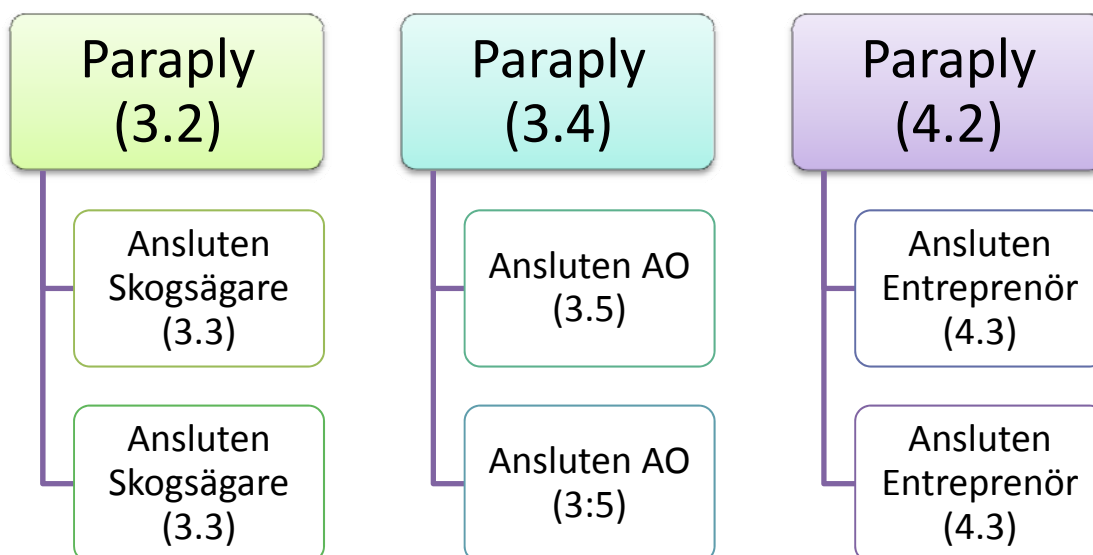 Paraply
(3.2)
Ansluten
Skogsägare
(3.3)
Ansluten
Skogsägare
(3.3)
Paraply
(3.4)
Ansluten AO
(3.5)
Ansluten AO
(3:5)
Paraply
(4.2)
Ansluten
Entreprenör
(4.3)
Ansluten
Entreprenör
(4.3)